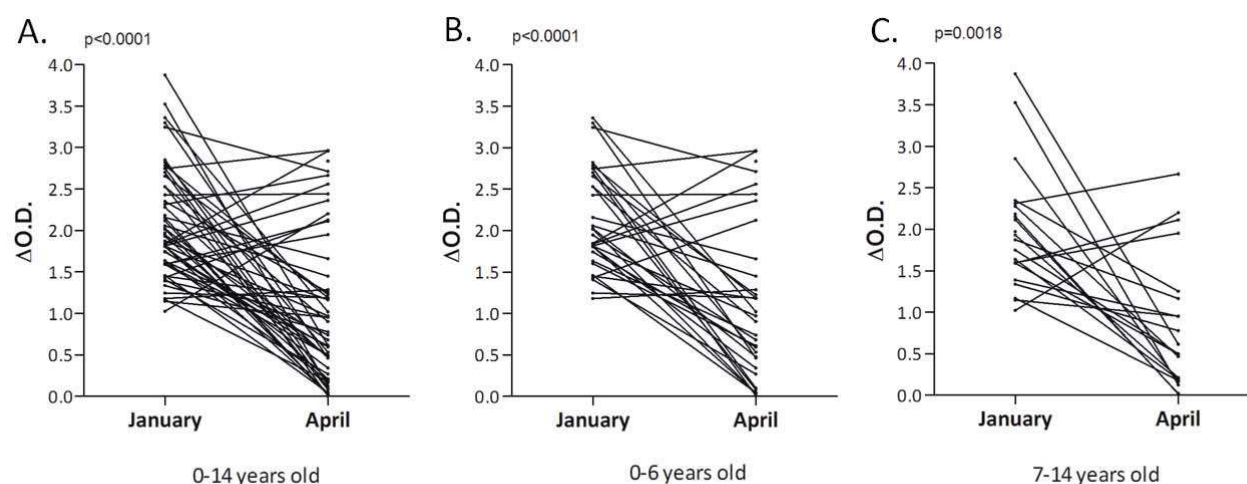 A.
p<0.0001
ΔO.D.
4.0
3.5
3.0
2.5
2.0
1.5
1.0
0.5
0.0
January April
0-14 years old
B.
p<0.0001
ΔO.D.
4.0
3.5
3.0
2.5
2.0
1.5
1.0
0.5
0.0
January April
0-6 years old
C.
p=0.0018
ΔO.D.
4.0
3.5
3.0
2.5
2.0
1.5
1.0
0.5
0.0
January April
7-14 years old